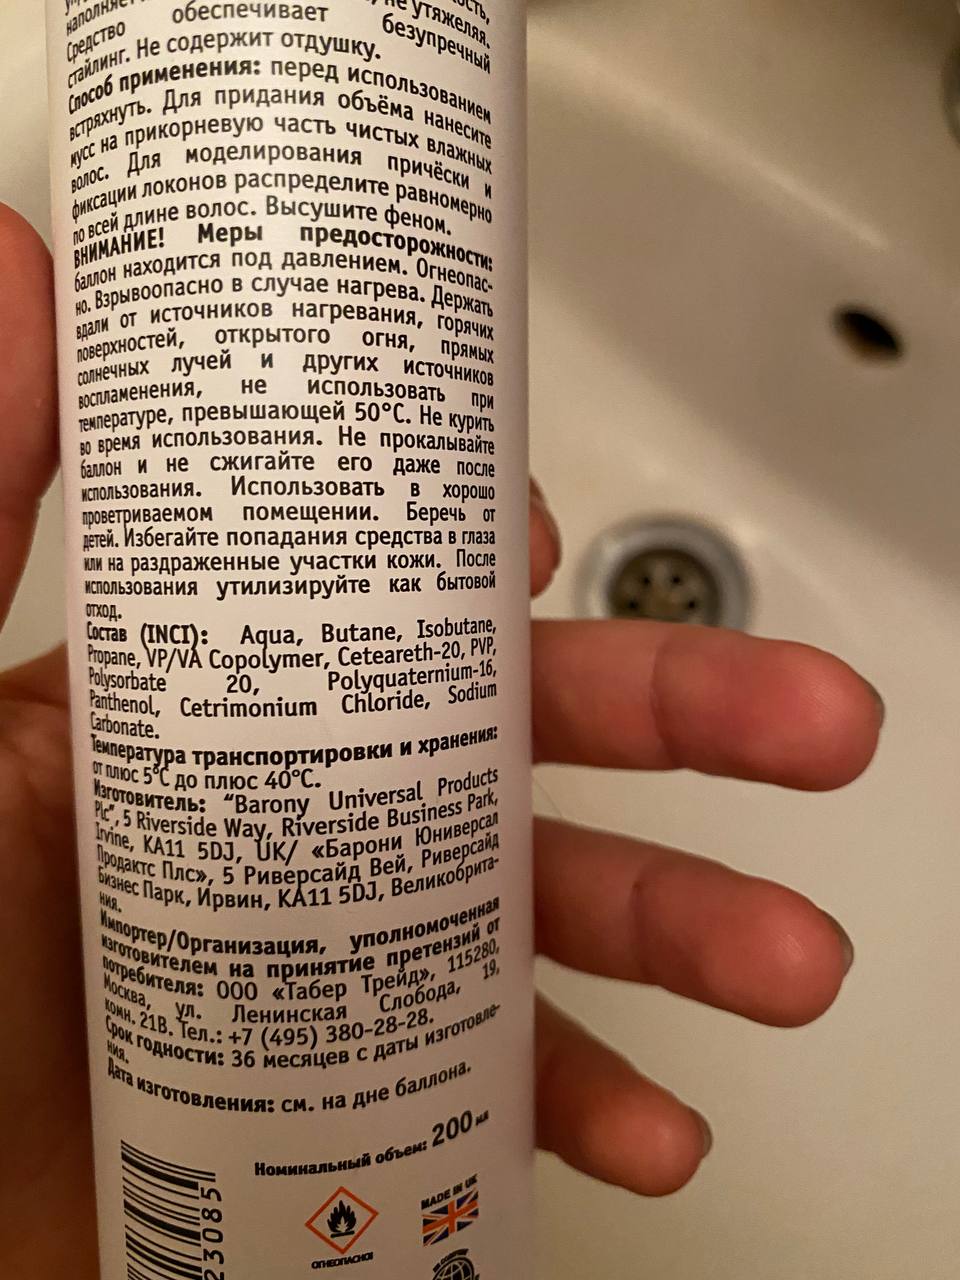 не утяжеляя.
Средство обеспечивает безупречный
стайлинг. Не содержит отдушку.
Способ применения: перед использованием
встряхнуть. Для придания объёма нанесите
мусс на прикорневую часть чистых влажных
волос. Для моделирования причёски и
фиксации локонов распределите равномерно
по всей длине волос. Высушите феном.
ВНИМАНИЕ! Меры предосторожности:
баллон находится под давлением. Огнеопас-
но. Взрывоопасно в случае нагрева. Держать
вдали от источников нагревания, горячих
поверхностей, открытого огня, прямых
солнечных лучей и других источников
воспламенения, не использовать при
температуре, превышающей 50°C. Не курить
во время использования. Не прокалывайте
баллон и не сжигайте его даже после
использования. Использовать в хорошо
проветриваемом помещении. Беречь от
детей. Избегайте попадания средства в глаза
или на раздраженные участки кожи. После
использования утилизируйте как бытовой
отход.
Состав (INCI): Aqua, Butane, Isobutane,
Propane, VP/VA Copolymer, Ceteareth-20, PVP,
Polysorbate 20, Polyquaternium-16,
Panthenol, Cetrimonium Chloride, Sodium
Carbonate.
Температура транспортировки и хранения:
от плюс 5°C до плюс 40°C.
Изготовитель: “Barony Universal Products
Plc”, 5 Riverside Way, Riverside Business Park,
Irvine, KA11 5DJ, UK/ «Барони Юниверсал
Продактс Плс», 5 Риверсайд Вей, Риверсайд
Бизнес Парк, Ирвин, KA11 5DJ, Великобрита-
ния.
Импортер/Организация, уполномоченная
изготовителем на принятие претензий от
потребителя: ООО «Табер Трейд», 115280,
Москва, ул. Ленинская Слобода, 19,
комн. 21В. Тел.: +7 (495) 380-28-28.
Срок годности: 36 месяцев с даты изготовле-
ния.
Дата изготовления: см. на дне баллона.
Номинальный объем: 200 мл
MADE IN UK
ОГНЕОПАСНО!
23085